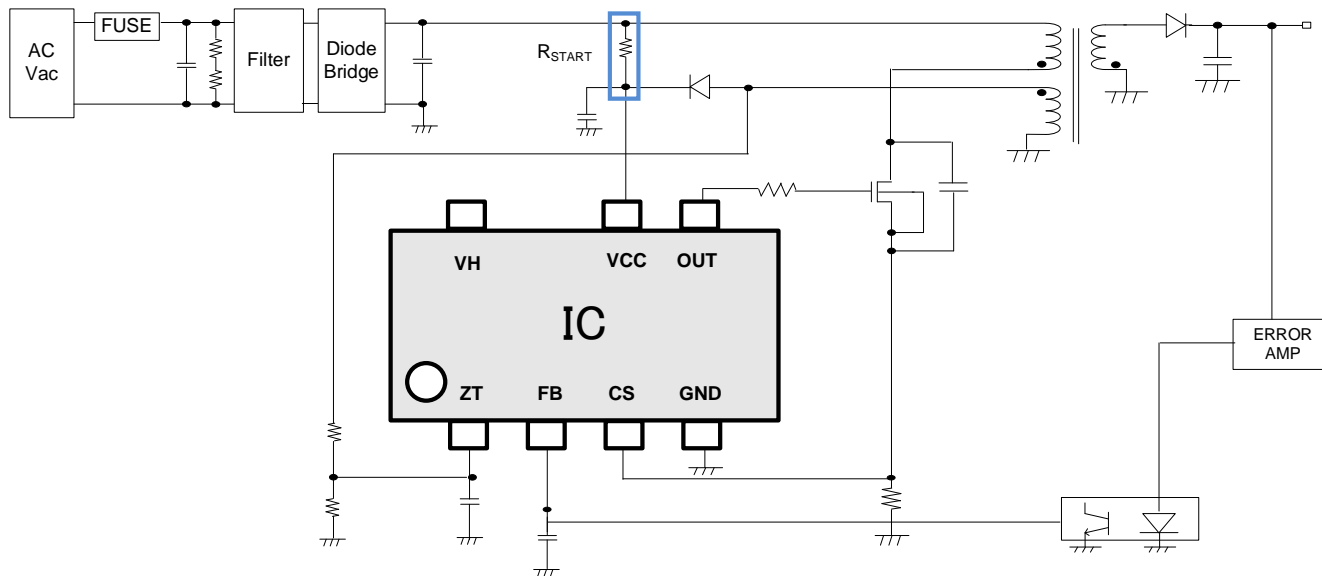 AC
Vac
FUSE
Filter
Diode
Bridge
RSTART
VH
VCC
OUT
IC
ZT
FB
CS
GND
ERROR
AMP